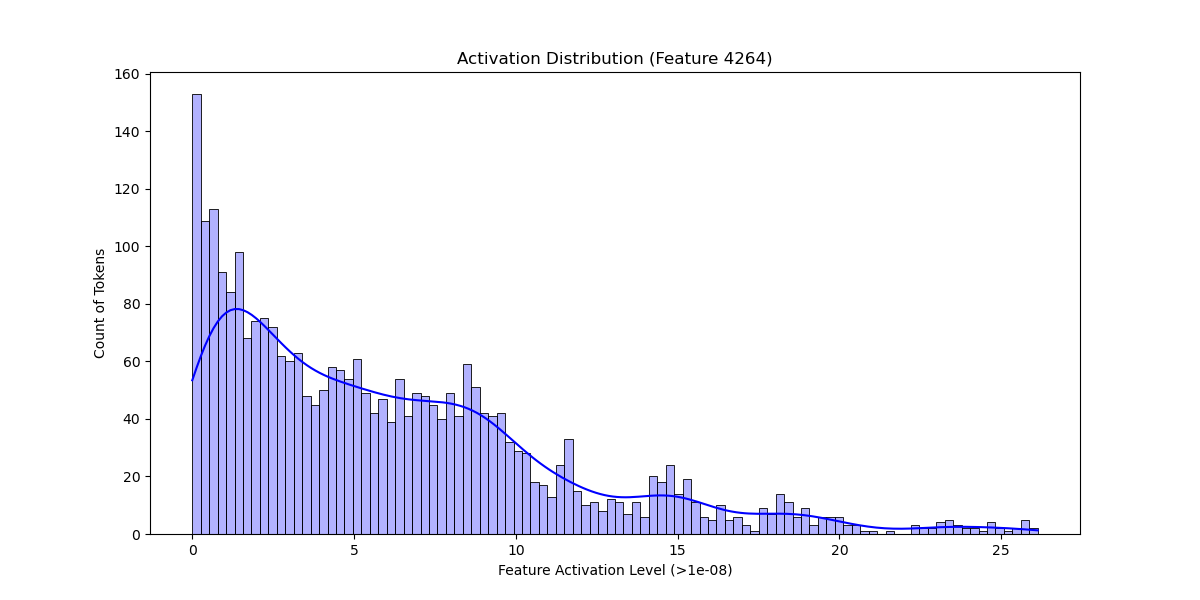 Activation Distribution (Feature 4264)
160
140
120
100
80
60
40
20
0
Count of Tokens
0 5 10 15 20 25
Feature Activation Level (>1e-08)